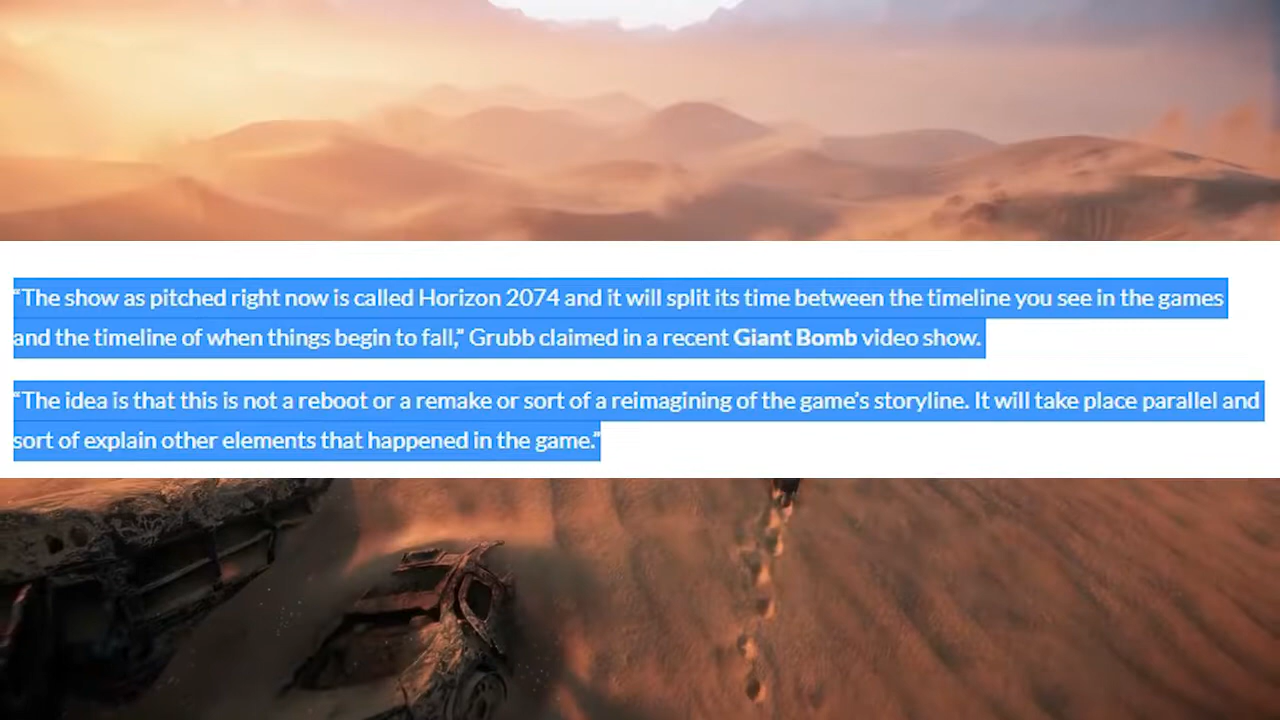 “The show as pitched right now is called Horizon 2074 and it will split its time between the timeline you see in the games
and the timeline of when things begin to fall,” Grubb claimed in a recent Giant Bomb video show.
“The idea is that this is not a reboot or a remake or sort of a reimagining of the game’s storyline. It will take place parallel and
sort of explain other elements that happened in the game.”